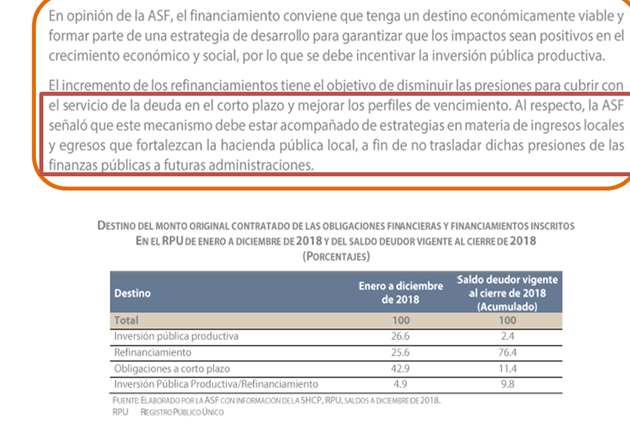 En opinión de la ASF, el financiamiento conviene que tenga un destino económicamente viable y
formar parte de una estrategia de desarrollo para garantizar que los impactos sean positivos en el
crecimiento económico y social, por lo que se debe incentivar la inversión pública productiva.
El incremento de los refinanciamientos tiene el objetivo de disminuir las presiones para cubrir con
el servicio de la deuda en el corto plazo y mejorar los perfiles de vencimiento. Al respecto, la ASF
señaló que este mecanismo debe estar acompañado de estrategias en materia de ingresos locales
y egresos que fortalezcan la hacienda pública local, a fin de no trasladar dichas presiones de las
finanzas públicas a futuras administraciones.
DESTINO DEL MONTO ORIGINAL CONTRATADO DE LAS OBLIGACIONES FINANCIERAS Y FINANCIAMIENTOS INSCRITOS
EN EL RPU DE ENERO A DICIEMBRE DE 2018 Y DEL SALDO DEUDOR VIGENTE AL CIERRE DE 2018
(PORCENTAJES)
Destino Enero a diciembre de 2018 Saldo deudor vigente al cierre de 2018 (Acumulado)
Total 100 100
Inversión pública productiva 26.6 2.4
Refinanciamiento 25.6 76.4
Obligaciones a corto plazo 42.9 11.4
Inversión Pública Productiva/Refinanciamiento 4.9 9.8
FUENTE: ELABORADO POR LA ASF CON INFORMACIÓN DE LA SHCP, RPU, SALDOS A DICIEMBRE DE 2018.
RPU REGISTRO PÚBLICO ÚNICO